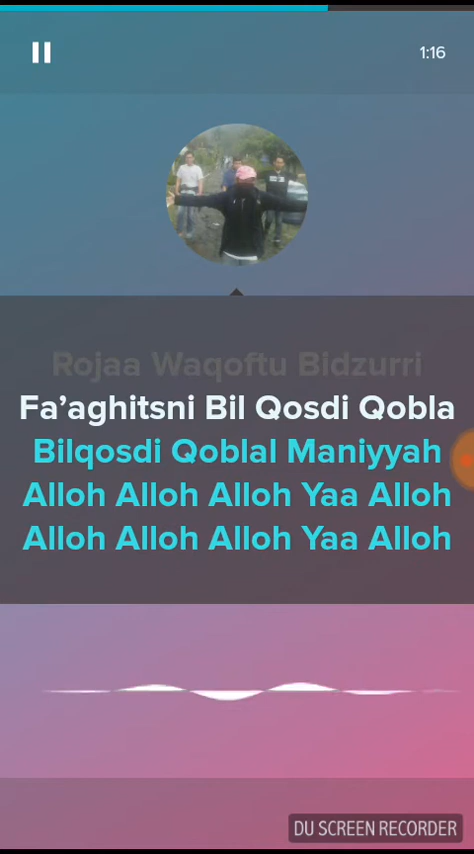 1:16
Rojaa Waqoftu Bidzurri
Fa’aghitsni Bil Qosdi Qobla
Bilqosdi Qoblal Maniyyah
Alloh Alloh Alloh Yaa Alloh
Alloh Alloh Alloh Yaa Alloh
DU SCREEN RECORDER